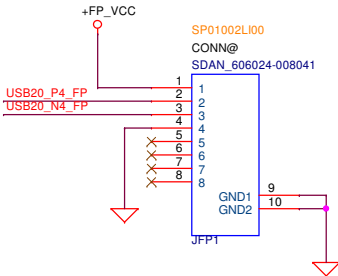 +FP_VCC
SP01002LI00
CONN@
SDAN_606024-008041
USB20_P4_FP
USB20_N4_FP
1 1
2 2
3 3
4 4
5 5
6 6
7 7
8 8
GND1 9
GND2 10
JFP1